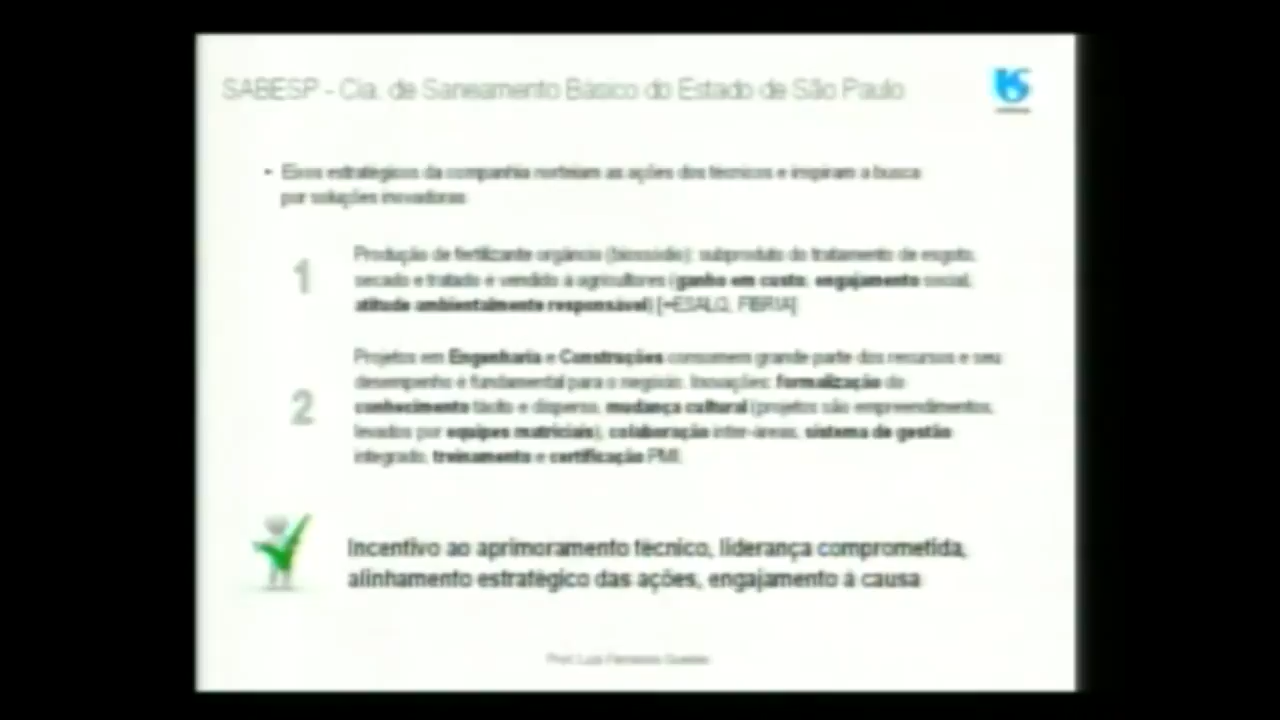 SABESP - Cia. de Saneamento Básico do Estado de São Paulo
• Eixos estratégicos da companhia norteiam as ações dos técnicos e inspiram a busca
por soluções inovadoras
1
Produção de fertilizante orgânico (biossólido): subproduto do tratamento de esgoto,
secado e tratado é vendido à agricultores (ganho em custo, engajamento social,
atitude ambientalmente responsável) [+ESALQ, FIBRIA]
2
Projetos em Engenharia e Construções consomem grande parte dos recursos e seu
desempenho é fundamental para o negócio. Inovações: formalização do
conhecimento tácito e disperso, mudança cultural (projetos são empreendimentos,
levados por equipes matriciais), colaboração inter-áreas, sistema de gestão
integrado, treinamento e certificação PMI.
Incentivo ao aprimoramento técnico, liderança comprometida,
alinhamento estratégico das ações, engajamento à causa
Prof. Luiz Fernando